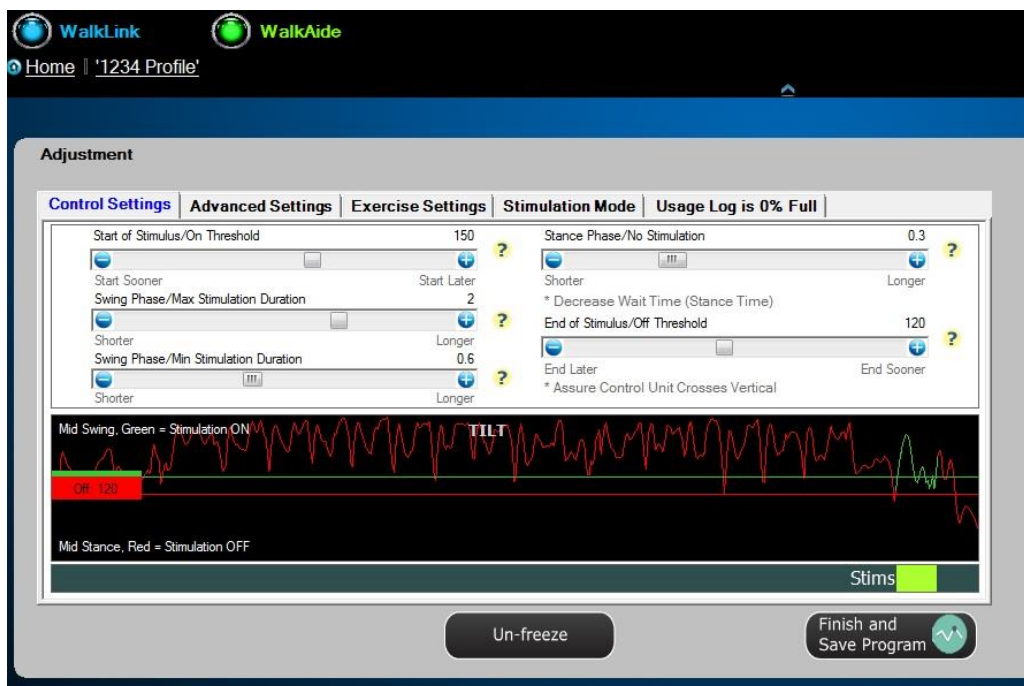 WalkLink WalkAide
Home '1234 Profile'
Adjustment
Control Settings Advanced Settings Exercise Settings Stimulation Mode Usage Log is 0% Full
Start of Stimulus/On Threshold 150 ?
Start Sooner Start Later
Swing Phase/Max Stimulation Duration 2 ?
Shorter Longer
Swing Phase/Min Stimulation Duration 0.6 ?
Shorter Longer
Stance Phase/No Stimulation 0.3 ?
Shorter Longer
* Decrease Wait Time (Stance Time)
End of Stimulus/Off Threshold 120 ?
End Later End Sooner
* Assure Control Unit Crosses Vertical
Mid Swing, Green = Stimulation ON TILT
Off: 120
Mid Stance, Red = Stimulation OFF
Stims
Un-freeze
Finish and
Save Program